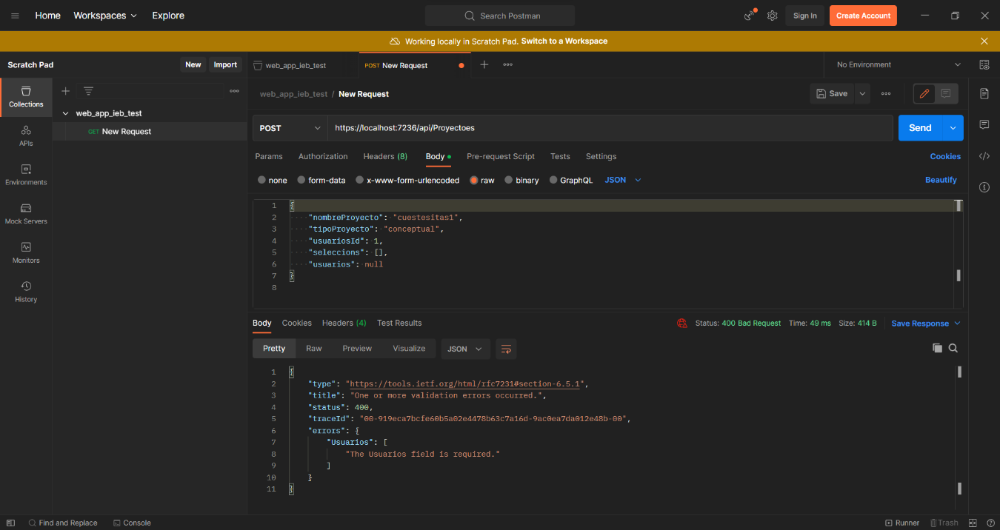 Home Workspaces Explore Search Postman Sign In Create Account
Working locally in Scratch Pad. Switch to a Workspace
Scratch Pad New Import web_app_ieb_test POST New Request No Environment
Collections
APIs
Environments
Mock Servers
Monitors
History
web_app_ieb_test
GET New Request
web_app_ieb_test / New Request Save
POST https://localhost:7236/api/Proyectoes Send
Params Authorization Headers (8) Body Pre-request Script Tests Settings Cookies
none form-data x-www-form-urlencoded raw binary GraphQL JSON Beautify
1 {
2 "nombreProyecto": "cuestesitas1",
3 "tipoProyecto": "conceptual",
4 "usuariosId": 1,
5 "seleccions": [],
6 "usuarios": null
7 }
8
Body Cookies Headers (4) Test Results Status: 400 Bad Request Time: 49 ms Size: 414 B Save Response
Pretty Raw Preview Visualize JSON
1 {
2 "type": "https://tools.ietf.org/html/rfc7231#section-6.5.1",
3 "title": "One or more validation errors occurred.",
4 "status": 400,
5 "traceId": "00-919eca7bcfe60b5a02e4478b63c7a16d-9ac0ea7da012e48b-00",
6 "errors": {
7 "Usuarios": [
8 "The Usuarios field is required."
9 ]
10 }
11 }
Find and Replace Console Runner Trash